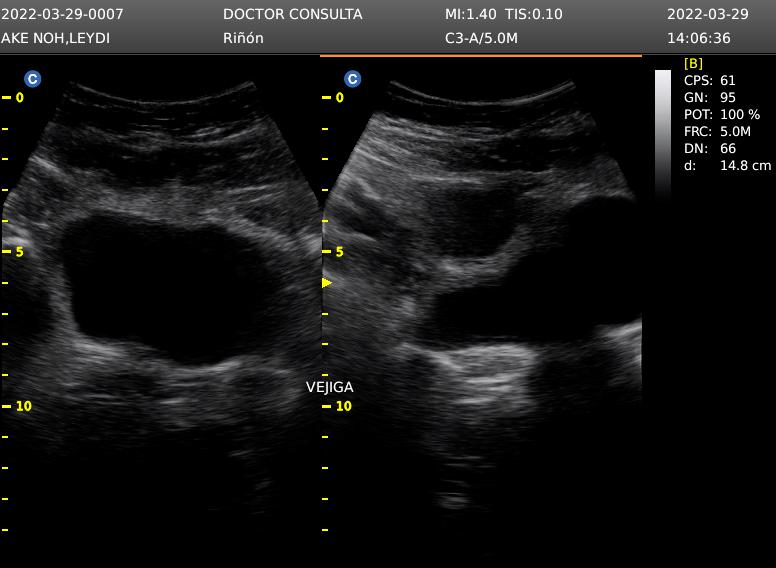 2022-03-29-0007 DOCTOR CONSULTA MI:1.40 TIS:0.10 2022-03-29
AKE NOH,LEYDI Riñón C3-A/5.0M 14:06:36
C C [B]
0 0 CPS: 61
GN: 95
POT: 100 %
FRC: 5.0M
DN: 66
d: 14.8 cm
5 5
VEJIGA
10 10